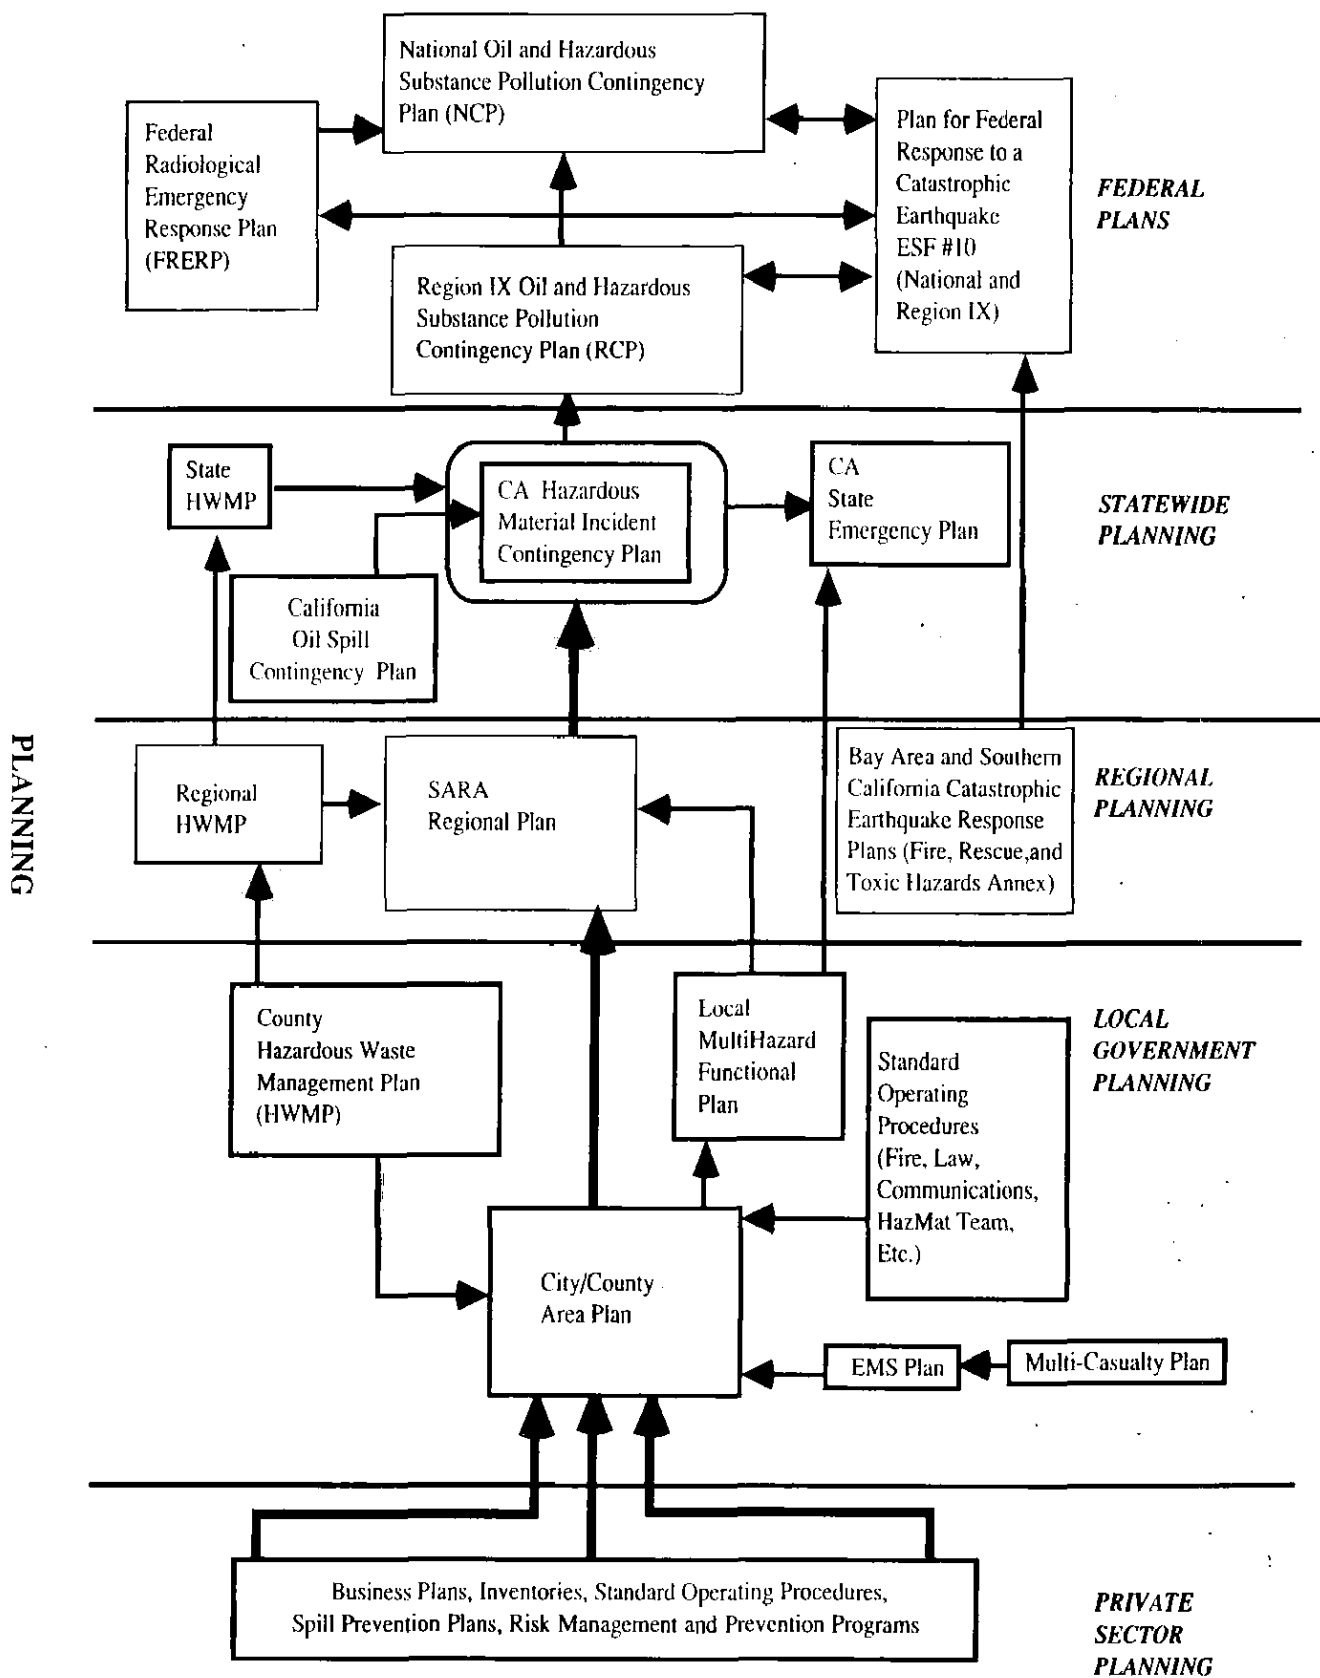 National Oil and Hazardous
Substance Pollution Contingency
Plan (NCP)
Federal
Radiological
Emergency
Response Plan
(FRERP)
Plan for Federal
Response to a
Catastrophic
Earthquake
ESF #10
(National and
Region IX)
FEDERAL
PLANS
Region IX Oil and Hazardous
Substance Pollution
Contingency Plan (RCP)
State
HWMP
CA Hazardous
Material Incident
Contingency Plan
CA
State
Emergency Plan
STATEWIDE
PLANNING
California
Oil Spill
Contingency Plan
PLANNING
Regional
HWMP
SARA
Regional Plan
Bay Area and Southern
California Catastrophic
Earthquake Response
Plans (Fire, Rescue,and
Toxic Hazards Annex)
REGIONAL
PLANNING
County
Hazardous Waste
Management Plan
(HWMP)
Local
MultiHazard
Functional
Plan
Standard
Operating
Procedures
(Fire, Law,
Communications,
HazMat Team,
Etc.)
LOCAL
GOVERNMENT
PLANNING
City/County
Area Plan
EMS Plan
Multi-Casualty Plan
Business Plans, Inventories, Standard Operating Procedures,
Spill Prevention Plans, Risk Management and Prevention Programs
PRIVATE
SECTOR
PLANNING